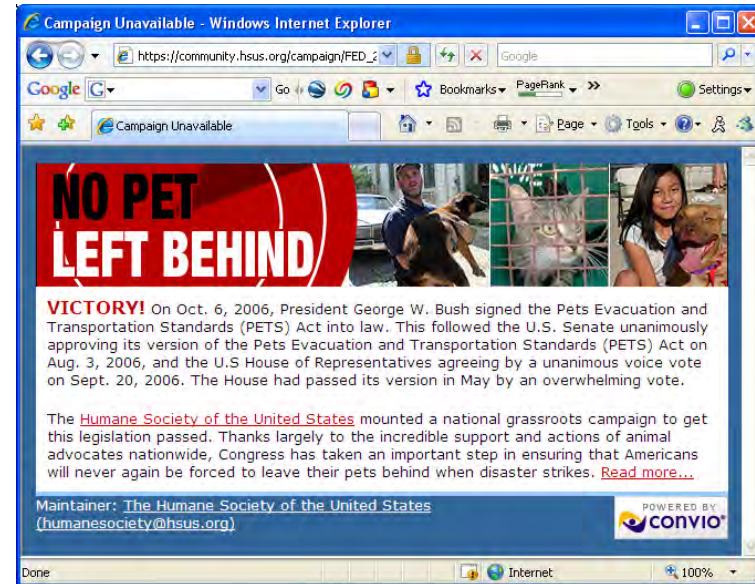 Campaign Unavailable - Windows Internet Explorer
https://community.hsus.org/campaign/FED_2
Google
Google G Go Bookmarks PageRank Settings
Campaign Unavailable Page Tools
NO PET
LEFT BEHIND
VICTORY! On Oct. 6, 2006, President George W. Bush signed the Pets Evacuation and
Transportation Standards (PETS) Act into law. This followed the U.S. Senate unanimously
approving its version of the Pets Evacuation and Transportation Standards (PETS) Act on
Aug. 3, 2006, and the U.S House of Representatives agreeing by a unanimous voice vote
on Sept. 20, 2006. The House had passed its version in May by an overwhelming vote.
The Humane Society of the United States mounted a national grassroots campaign to get
this legislation passed. Thanks largely to the incredible support and actions of animal
advocates nationwide, Congress has taken an important step in ensuring that Americans
will never again be forced to leave their pets behind when disaster strikes. Read more...
Maintainer: The Humane Society of the United States
(humanesociety@hsus.org)
POWERED BY
CONVIO
Done Internet 100%